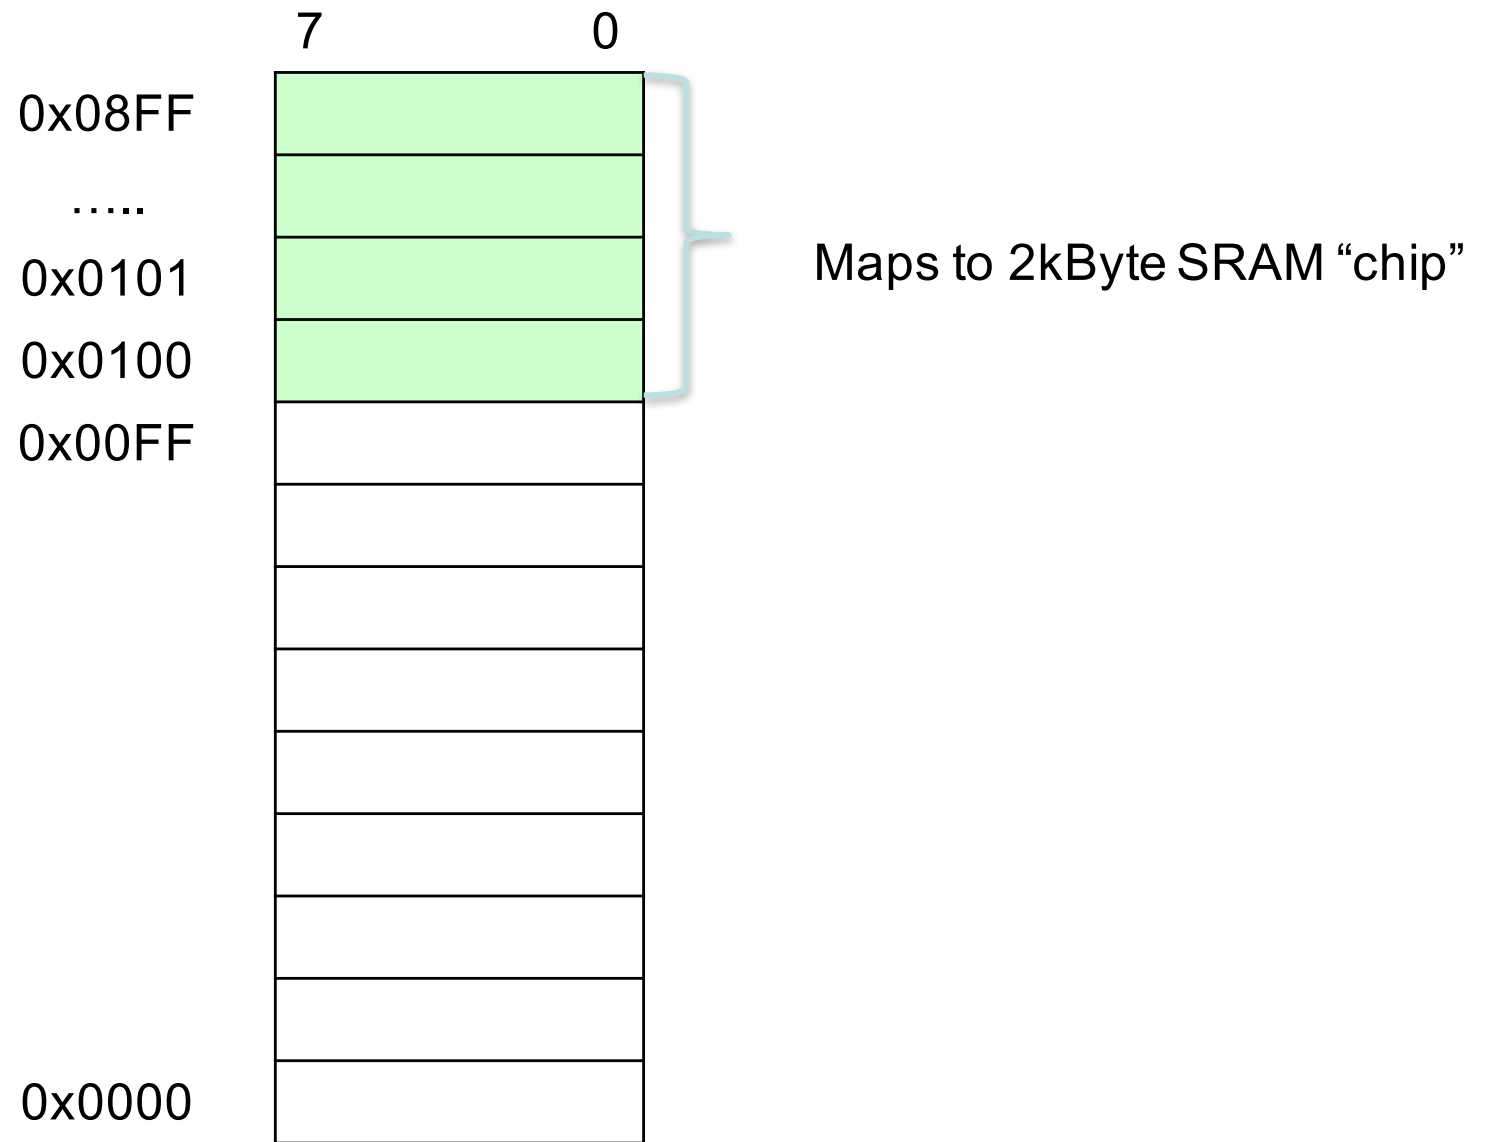 7 0
0x08FF
…..
0x0101
Maps to 2kByte SRAM “chip”
0x0100
0x00FF
0x0000